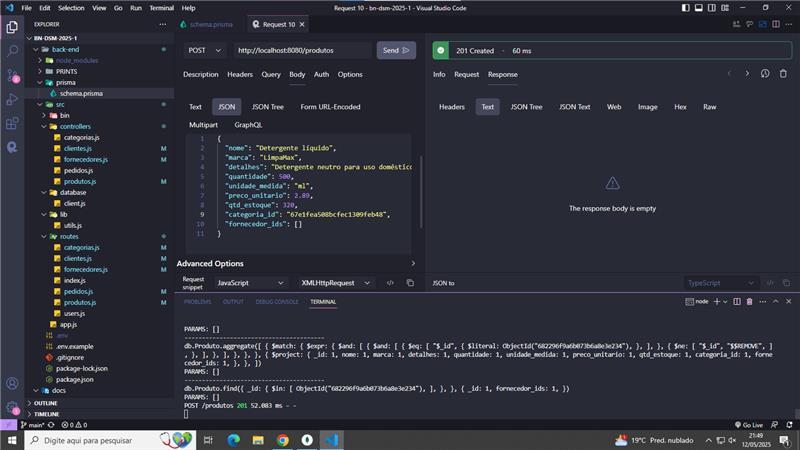 File Edit Selection View Go Run Terminal Help
Request 10 - bn-dsm-2025-1 - Visual Studio Code
EXPLORER
schema.prisma
Request 10
BN-DSM-2025-1
back-end
node_modules
PRINTS
prisma
schema.prisma
src
bin
controllers
categorias.js
clientes.js M
fornecedores.js M
pedidos.js
produtos.js M
database
client.js
lib
utils.js
routes
categorias.js M
clientes.js M
fornecedores.js M
index.js
pedidos.js M
produtos.js M
users.js
app.js
.env
.env.example
.gitignore
package-lock.json
package.json
docs
OUTLINE
TIMELINE
POST http://localhost:8080/produtos Send
Description Headers Query Body Auth Options
Text JSON JSON Tree Form URL-Encoded
Multipart GraphQL
1 {
2 "nome": "Detergente líquido",
3 "marca": "LimpaMax",
4 "detalhes": "Detergente neutro para uso doméstico
5 "quantidade": 500,
6 "unidade_medida": "ml",
7 "preco_unitario": 2.89,
8 "qtd_estoque": 320,
9 "categoria_id": "67e1fea508bcfec1309feb48",
10 "fornecedor_ids": []
11 }
Advanced Options
Request snippet JavaScript XMLHttpRequest
201 Created · 60 ms
Info Request Response
Headers Text JSON Tree JSON Text Web Image Hex Raw
The response body is empty
JSON to TypeScript
PROBLEMS OUTPUT DEBUG CONSOLE TERMINAL node
PARAMS: []
----------------------------------------
db.Produto.aggregate([ { $match: { $expr: { $and: [ { $and: [ { $eq: [ "$_id", { $literal: ObjectId("682296f9a6b073b6a8e3e234"), }, ], }, { $ne: [ "$_id", "$$REMOVE", ]
, }, ], }, ], }, }, }, { $project: { _id: 1, nome: 1, marca: 1, detalhes: 1, quantidade: 1, unidade_medida: 1, preco_unitario: 1, qtd_estoque: 1, categoria_id: 1, forne
cedor_ids: 1, }, }, ])
PARAMS: []
----------------------------------------
db.Produto.find({ _id: { $in: [ ObjectId("682296f9a6b073b6a8e3e234"), ], }, }, { _id: 1, fornecedor_ids: 1, })
PARAMS: []
POST /produtos 201 52.083 ms - -
main* 0 0 Go Live
Digite aqui para pesquisar
19°C Pred. nublado
21:49
12/05/2025